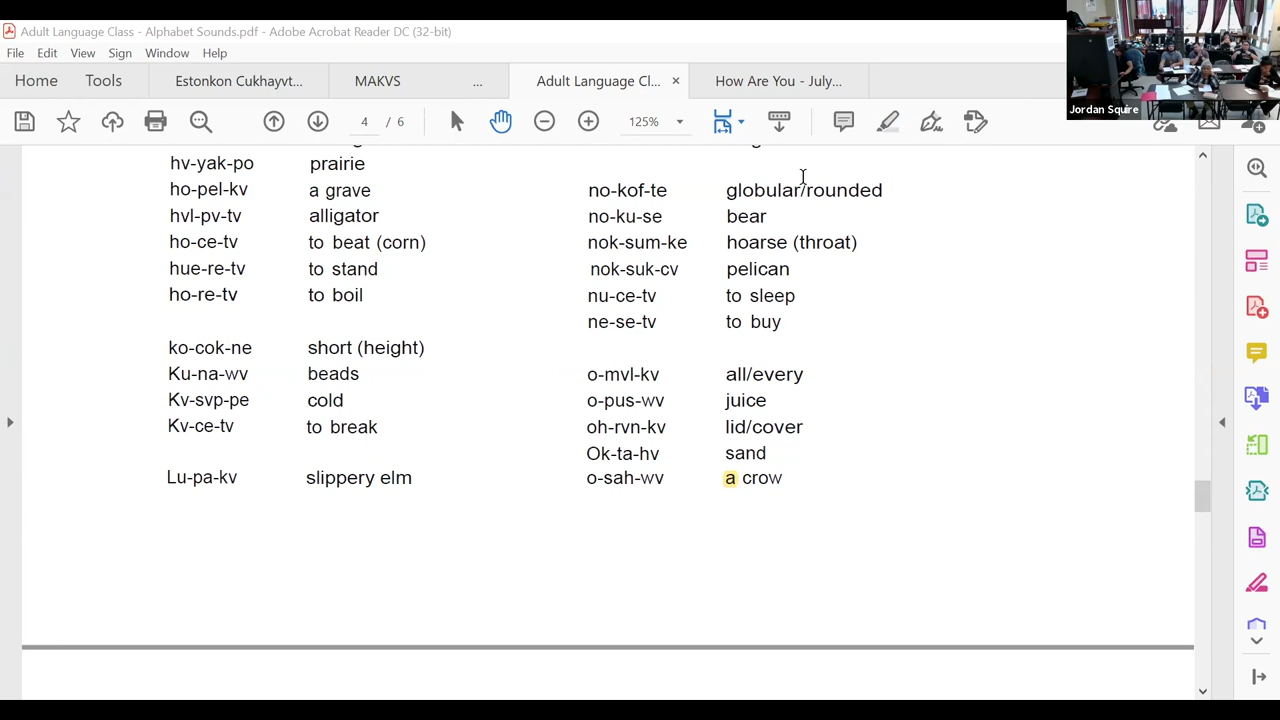 Adult Language Class - Alphabet Sounds.pdf - Adobe Acrobat Reader DC (32-bit)
File Edit View Sign Window Help
Home Tools Estonkon Cukhayvt... MAKVS ... Adult Language Cl... × How Are You - July...
4 / 6 125%
Jordan Squire
hv-yak-po prairie
ho-pel-kv a grave
hvl-pv-tv alligator
ho-ce-tv to beat (corn)
hue-re-tv to stand
ho-re-tv to boil
ko-cok-ne short (height)
Ku-na-wv beads
Kv-svp-pe cold
Kv-ce-tv to break
Lu-pa-kv slippery elm
no-kof-te globular/rounded
no-ku-se bear
nok-sum-ke hoarse (throat)
nok-suk-cv pelican
nu-ce-tv to sleep
ne-se-tv to buy
o-mvl-kv all/every
o-pus-wv juice
oh-rvn-kv lid/cover
Ok-ta-hv sand
o-sah-wv a crow